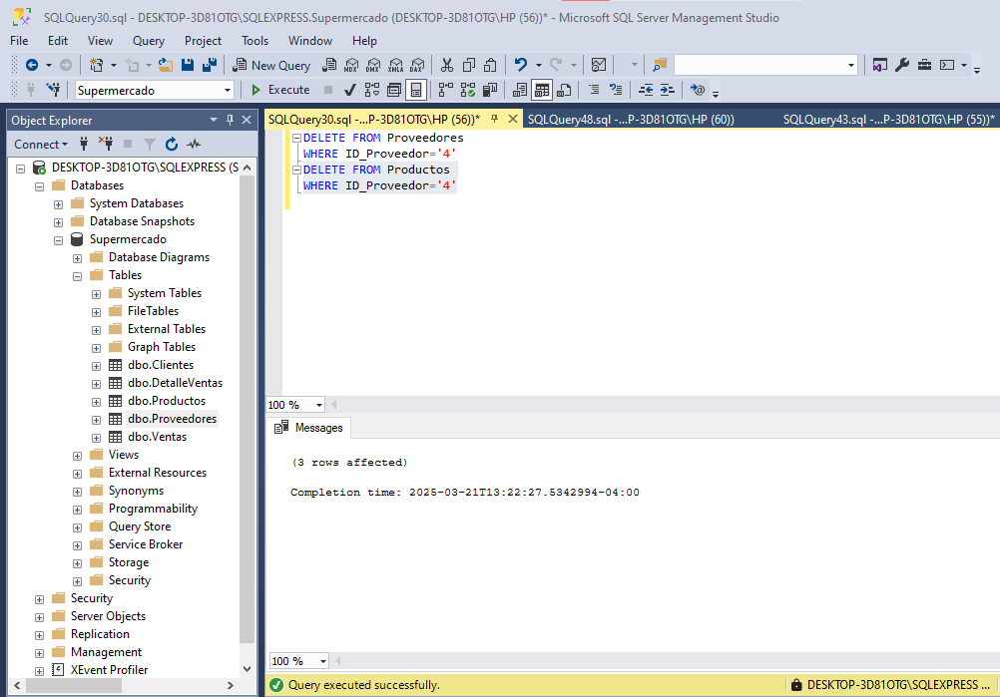 SQLQuery30.sql - DESKTOP-3D81OTG\SQLEXPRESS.Supermercado (DESKTOP-3D81OTG\HP (56))* - Microsoft SQL Server Management Studio
File Edit View Query Project Tools Window Help
New Query MDX DMX XMLA DAX
Supermercado Execute
Object Explorer
Connect
DESKTOP-3D81OTG\SQLEXPRESS (S
Databases
System Databases
Database Snapshots
Supermercado
Database Diagrams
Tables
System Tables
FileTables
External Tables
Graph Tables
dbo.Clientes
dbo.DetalleVentas
dbo.Productos
dbo.Proveedores
dbo.Ventas
Views
External Resources
Synonyms
Programmability
Query Store
Service Broker
Storage
Security
Security
Server Objects
Replication
Management
XEvent Profiler
SQLQuery30.sql -...P-3D81OTG\HP (56))* SQLQuery48.sql -...P-3D81OTG\HP (60)) SQLQuery43.sql -...P-3D81OTG\HP (55))*
DELETE FROM Proveedores
WHERE ID_Proveedor='4'
DELETE FROM Productos
WHERE ID_Proveedor='4'
100 %
Messages
(3 rows affected)
Completion time: 2025-03-21T13:22:27.5342994-04:00
100 %
Query executed successfully. DESKTOP-3D81OTG\SQLEXPRESS ...